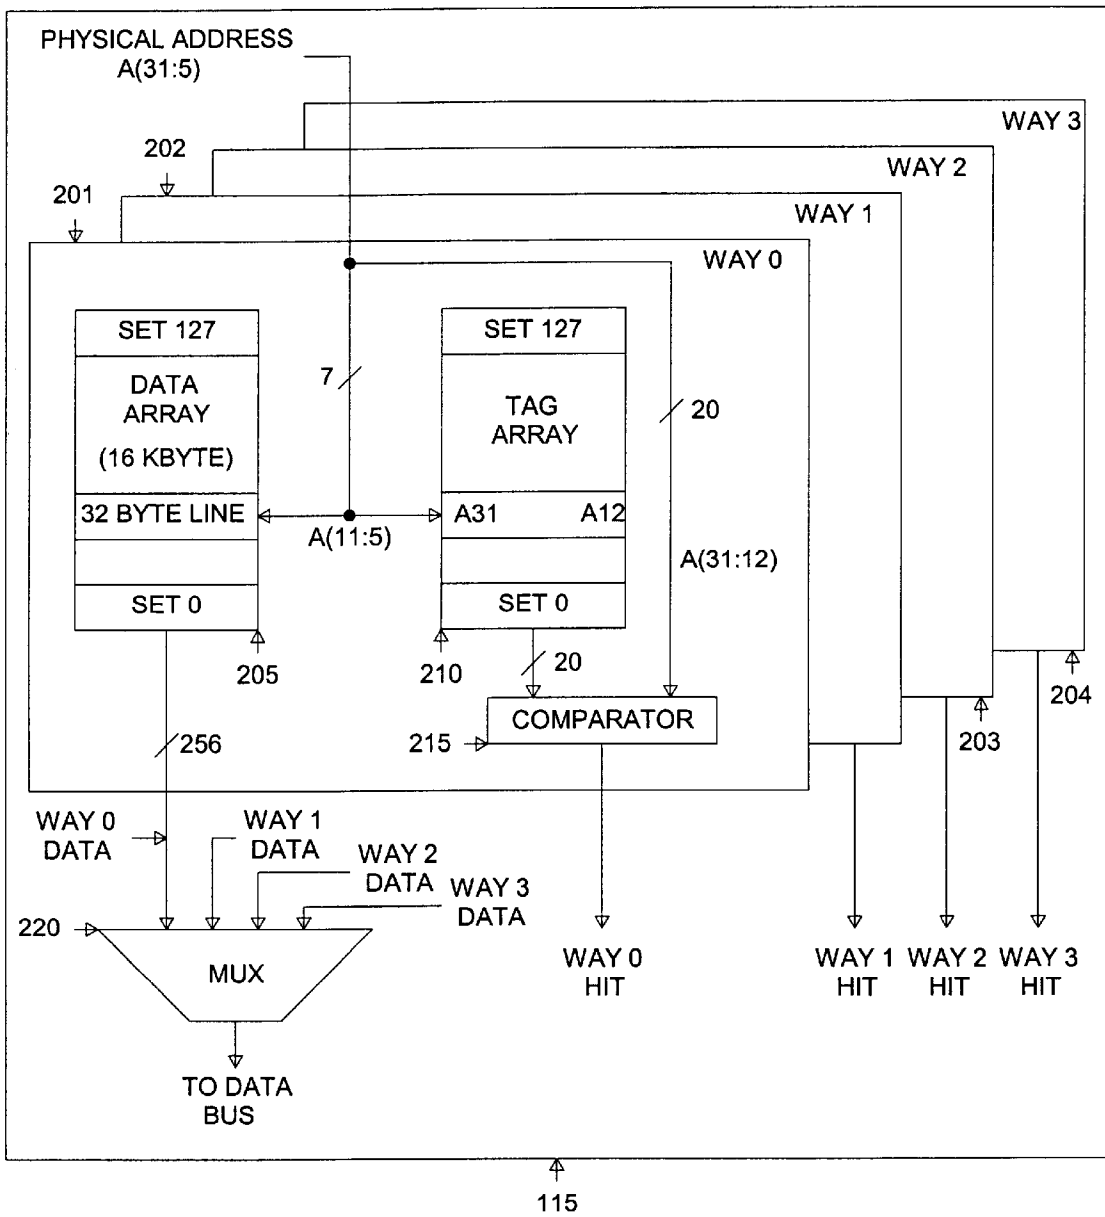 PHYSICAL ADDRESS
A(31:5)
WAY 3
202
WAY 2
201
WAY 1
WAY 0
SET 127
SET 127
7
DATA
ARRAY
(16 KBYTE)
TAG
ARRAY
20
32 BYTE LINE
A31 A12
A(11:5)
A(31:12)
SET 0
SET 0
205
210
20
204
COMPARATOR
215
203
256
WAY 0
DATA
WAY 1
DATA
WAY 2
DATA
WAY 3
DATA
220
MUX
WAY 0
HIT
WAY 1
HIT
WAY 2
HIT
WAY 3
HIT
TO DATA
BUS
115